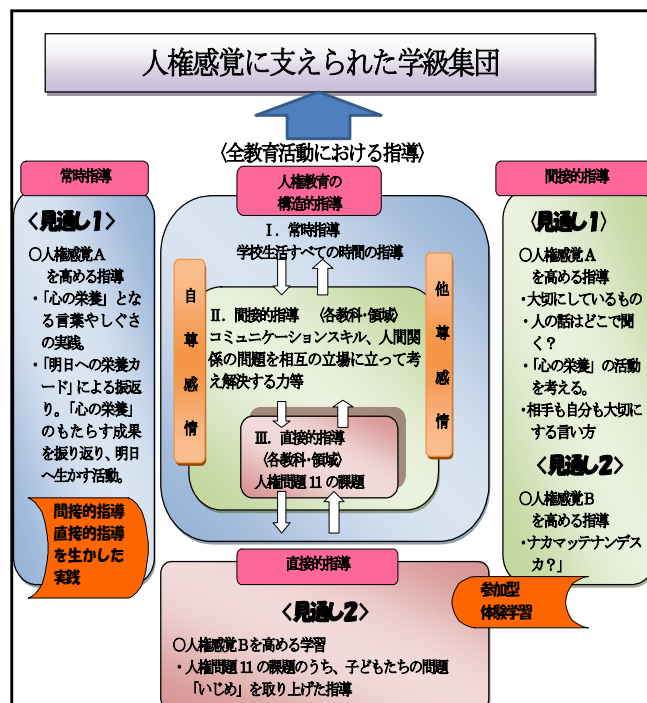 人権感覚に支えられた学級集団
〈全教育活動における指導〉
常時指導
<見通し1>
○人権感覚A
を高める指導
・「心の栄養」とな
る言葉やしぐさ
の実践。
・「明日への栄養カ
ード」による振返
り。「心の栄養」
のもたらす成果
を振り返り、明日
へ生かす活動。
間接的指導
直接的指導
を生かした
実践
人権教育の
構造的指導
Ⅰ．常時指導
学校生活すべての時間の指導
自尊感情
他尊感情
Ⅱ．間接的指導 〈各教科・領域〉
コミュニケーションスキル、人間関
係の問題を相互の立場に立って考
え解決する力等
Ⅲ．直接的指導
〈各教科・領域〉
人権問題11の課題
間接的指導
〈見通し1〉
○人権感覚A
を高める指導
・大切にしているもの
・人の話はどこで聞
く？
・「心の栄養」の活動
を考える。
・相手も自分も大切に
する言い方
<見通し2>
○人権感覚B
を高める指導
・ナカマッテナンデス
カ？」
参加型
体験学習
直接的指導
<見通し2>
○人権感覚Bを高める学習
・人権問題11の課題のうち、子どもたちの問題
「いじめ」を取り上げた指導